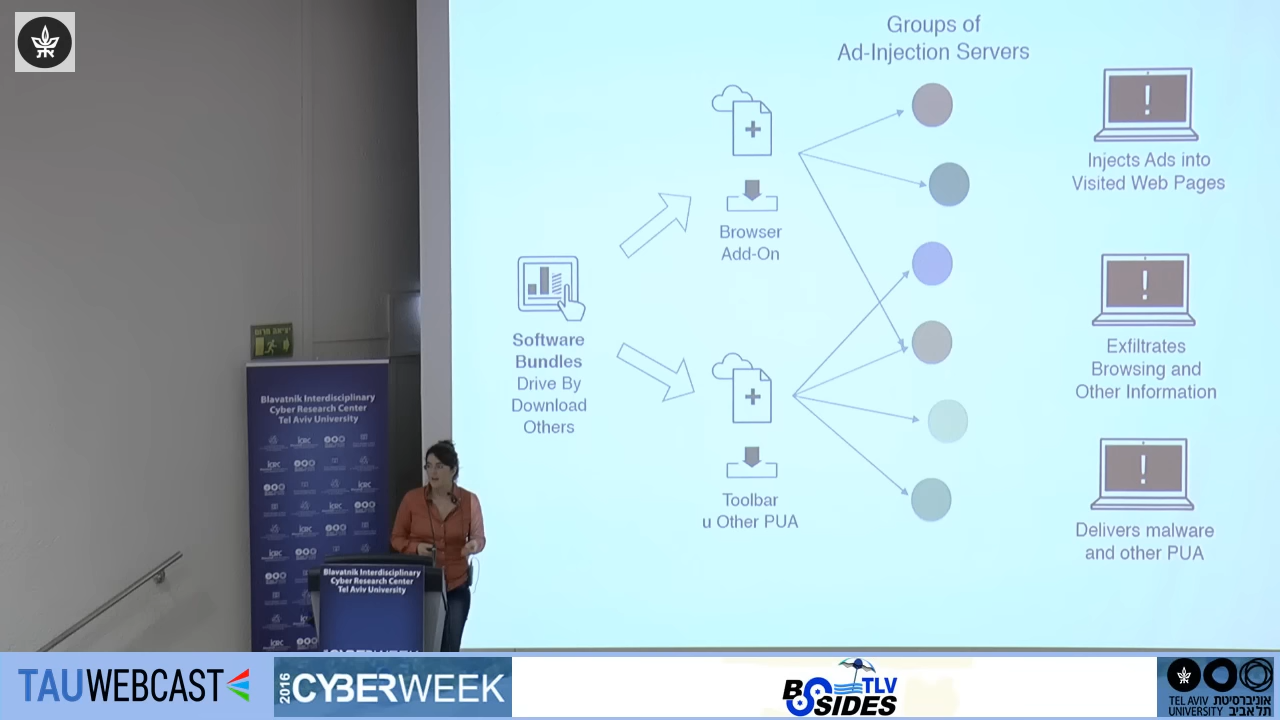 Groups of
Ad-Injection Servers
Browser
Add-On
Software
Bundles
Drive By
Download
Others
Toolbar
u Other PUA
Injects Ads into
Visited Web Pages
Exfiltrates
Browsing and
Other Information
Delivers malware
and other PUA
Blavatnik Interdisciplinary
Cyber Research Center
Tel Aviv University
Blavatnik Interdisciplinary
Cyber Research Center
Tel Aviv University
TAUWEBCAST
2016 CYBERWEEK
BSIDES TLV
TEL AVIV אוניברסיטת
UNIVERSITY תל אביב